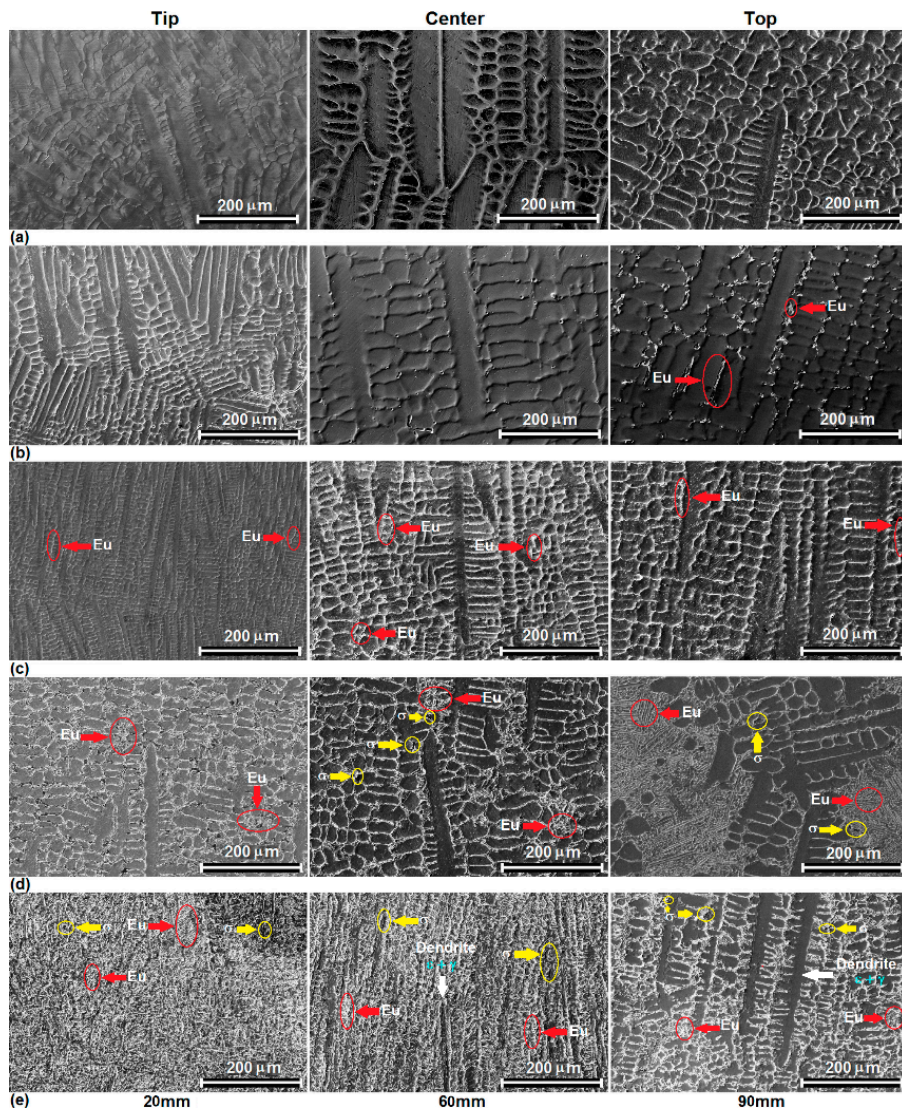 Tip Center Top
200 µm 200 µm 200 µm
(a)
Eu
Eu
200 µm 200 µm 200 µm
(b)
Eu
Eu Eu Eu Eu
Eu
Eu
200 µm 200 µm 200 µm
(c)
Eu Eu
σ
Eu σ σ
σ
Eu Eu
Eu σ
200 µm 200 µm 200 µm
(d)
σ Eu σ σ σ σ σ
Dendrite σ
Eu Dendrite
Eu Eu Eu
Eu Eu
200 µm 200 µm 200 µm
(e) 20mm 60mm 90mm